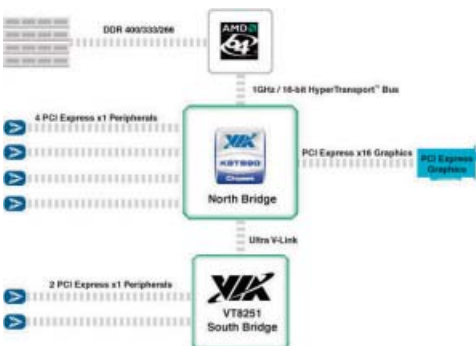 DDR 400/333/266
AMD
64
1GHz / 16-bit HyperTransport™ Bus
4 PCI Express x1 Peripherals
VIA
K8T890
Chipset
North Bridge
PCI Express x16 Graphics
PCI Express
Graphics
Ultra V-Link
2 PCI Express x1 Peripherals
VIA
VT8251
South Bridge